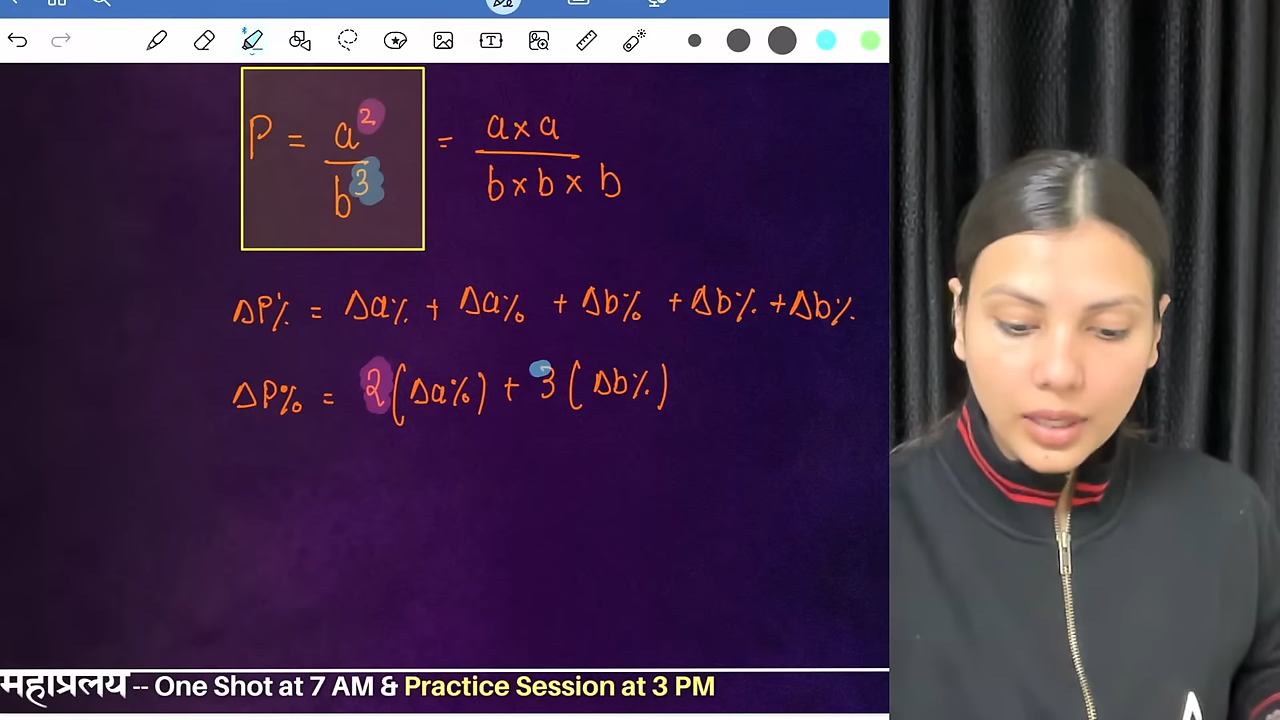 P = a² / b³ = a × a / b × b × b
ΔP% = Δa% + Δa% + Δb% + Δb% + Δb%
ΔP% = 2(Δa%) + 3(Δb%)
महाप्रलय -- One Shot at 7 AM & Practice Session at 3 PM